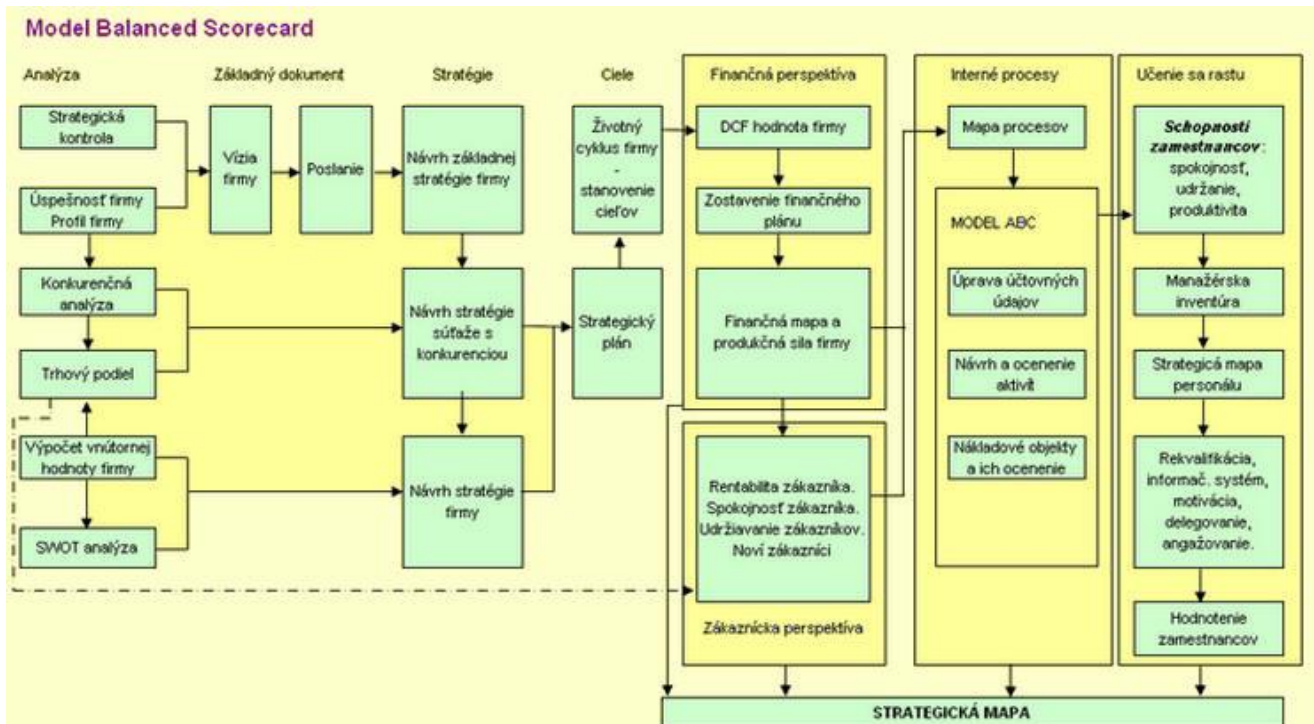 Model Balanced Scorecard
Analýza
Základný dokument
Stratégie
Ciele
Finančná perspektíva
Interné procesy
Učenie sa rastu
Strategická
kontrola
Úspešnosť firmy
Profil firmy
Konkurenčná
analýza
Trhový podiel
Výpočet vnútornej
hodnoty firmy
SWOT analýza
Vízia
firmy
Poslanie
Návrh základnej
stratégie firmy
Návrh stratégie
súťaže s
konkurenciou
Návrh stratégie
firmy
Životný
cyklus firmy
-
stanovenie
cieľov
Strategický
plán
DCF hodnota firmy
Zostavenie finančného
plánu
Finančná mapa a
produkčná sila firmy
Rentabilita zákazníka.
Spokojnosť zákazníka.
Udržiavanie zákazníkov.
Noví zákazníci
Zákaznícka perspektíva
Mapa procesov
MODEL ABC
Úprava účtovných
údajov
Návrh a ocenenie
aktivít
Nákladové objekty
a ich ocenenie
Schopnosti
zamestnancov:
spokojnosť,
udržanie,
produktivita
Manažérska
inventúra
Strategicá mapa
personálu
Rekvalifikácia,
informač. systém,
motivácia,
delegovanie,
angažovanie.
Hodnotenie
zamestnancov
STRATEGICKÁ MAPA